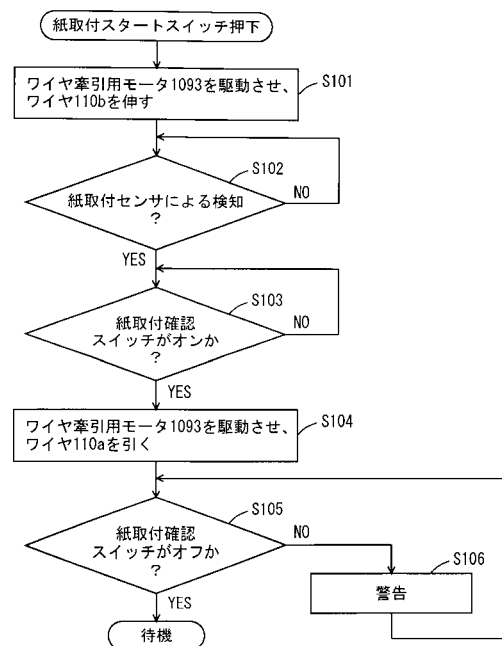 紙取付スタートスイッチ押下
ワイヤ牽引用モータ1093を駆動させ、
ワイヤ110bを伸す
S101
S102
紙取付センサによる検知
?
NO
YES
S103
紙取付確認
スイッチがオンか
?
NO
YES
ワイヤ牽引用モータ1093を駆動させ、
ワイヤ110aを引く
S104
S105
紙取付確認
スイッチがオフか
?
NO
S106
警告
YES
待機